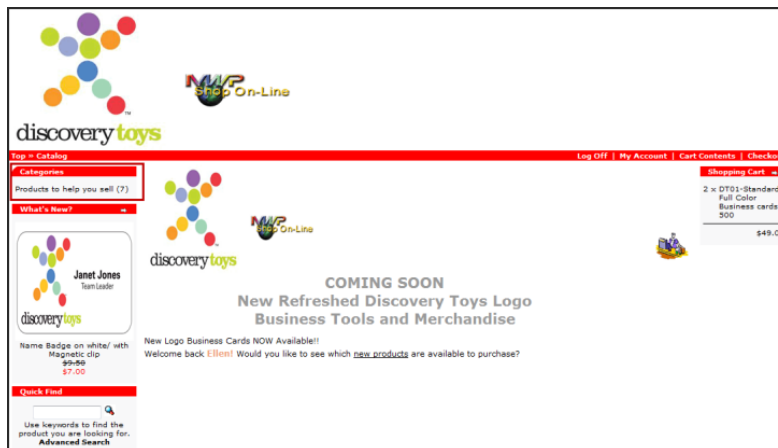 discovery toys
™
MWP
Shop On-Line
Top » Catalog
Log Off | My Account | Cart Contents | Checkou
Categories
Products to help you sell (7)
What's New?
Janet Jones
Team Leader
discovery toys
Name Badge on white/ with
Magnetic clip
$9.50
$7.00
Quick Find
Use keywords to find the
product you are looking for.
Advanced Search
discovery toys
MWP
Shop On-Line
COMING SOON
New Refreshed Discovery Toys Logo
Business Tools and Merchandise
New Logo Business Cards NOW Available!!
Welcome back Ellen! Would you like to see which new products are available to purchase?
Shopping Cart
2 x DT01-Standard
Full Color
Business cards
500
$49.0